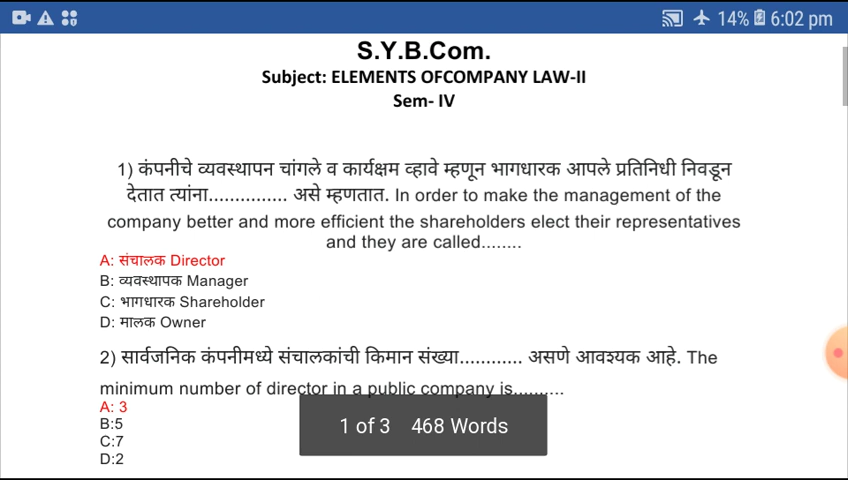 14% 6:02 pm
S.Y.B.Com.
Subject: ELEMENTS OFCOMPANY LAW-II
Sem- IV
1) कंपनीचे व्यवस्थापन चांगले व कार्यक्षम व्हावे म्हणून भागधारक आपले प्रतिनिधी निवडून
देतात त्यांना............... असे म्हणतात. In order to make the management of the
company better and more efficient the shareholders elect their representatives
and they are called........
A: संचालक Director
B: व्यवस्थापक Manager
C: भागधारक Shareholder
D: मालक Owner
2) सार्वजनिक कंपनीमध्ये संचालकांची किमान संख्या............ असणे आवश्यक आहे. The
minimum number of director in a public company is..........
A: 3
B:5
C:7
D:2
1 of 3 468 Words